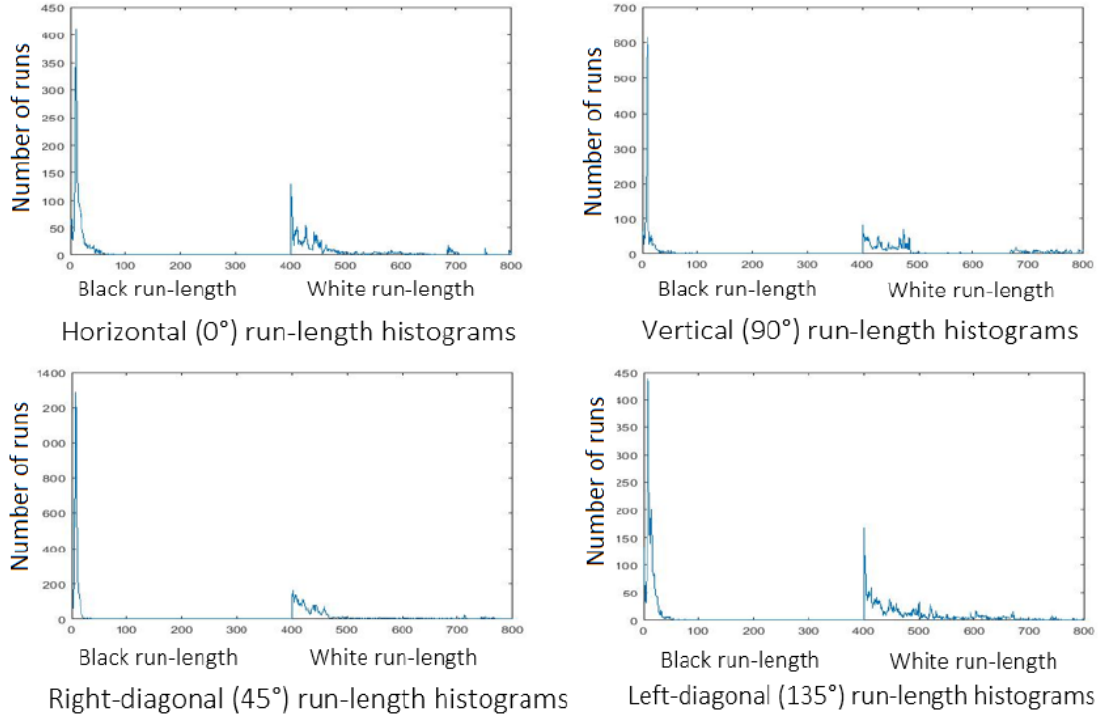 450
400
350
300
250
200
150
100
50
0
Number of runs
0 100 200 300 400 500 600 700 800
Black run-length White run-length
Horizontal (0°) run-length histograms
700
600
500
400
300
200
100
0
Number of runs
0 100 200 300 400 500 600 700 800
Black run-length White run-length
Vertical (90°) run-length histograms
1400
200
000
800
600
400
200
0
Number of runs
0 100 200 300 400 500 600 700 800
Black run-length White run-length
Right-diagonal (45°) run-length histograms
450
400
350
300
250
200
150
100
50
0
Number of runs
0 100 200 300 400 500 600 700 800
Black run-length White run-length
Left-diagonal (135°) run-length histograms